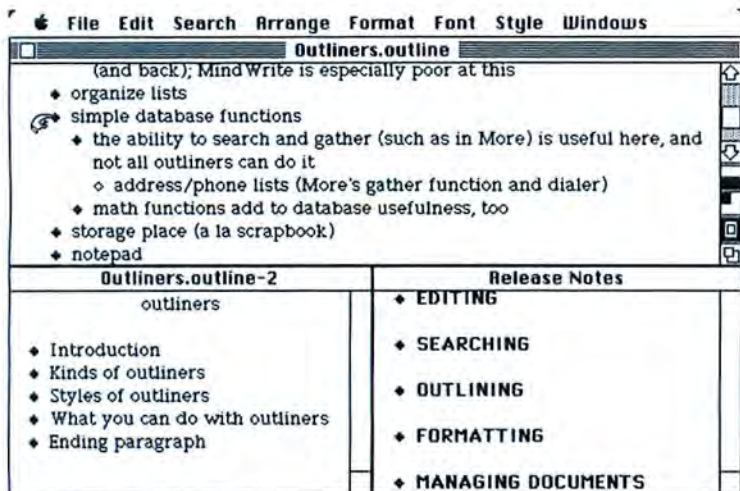 File Edit Search Arrange Format Font Style Windows
Outliners.outline
(and back); MindWrite is especially poor at this
organize lists
simple database functions
the ability to search and gather (such as in More) is useful here, and
not all outliners can do it
address/phone lists (More's gather function and dialer)
math functions add to database usefulness, too
storage place (a la scrapbook)
notepad
Outliners.outline-2
outliners
Introduction
Kinds of outliners
Styles of outliners
What you can do with outliners
Ending paragraph
Release Notes
EDITING
SEARCHING
OUTLINING
FORMATTING
MANAGING DOCUMENTS